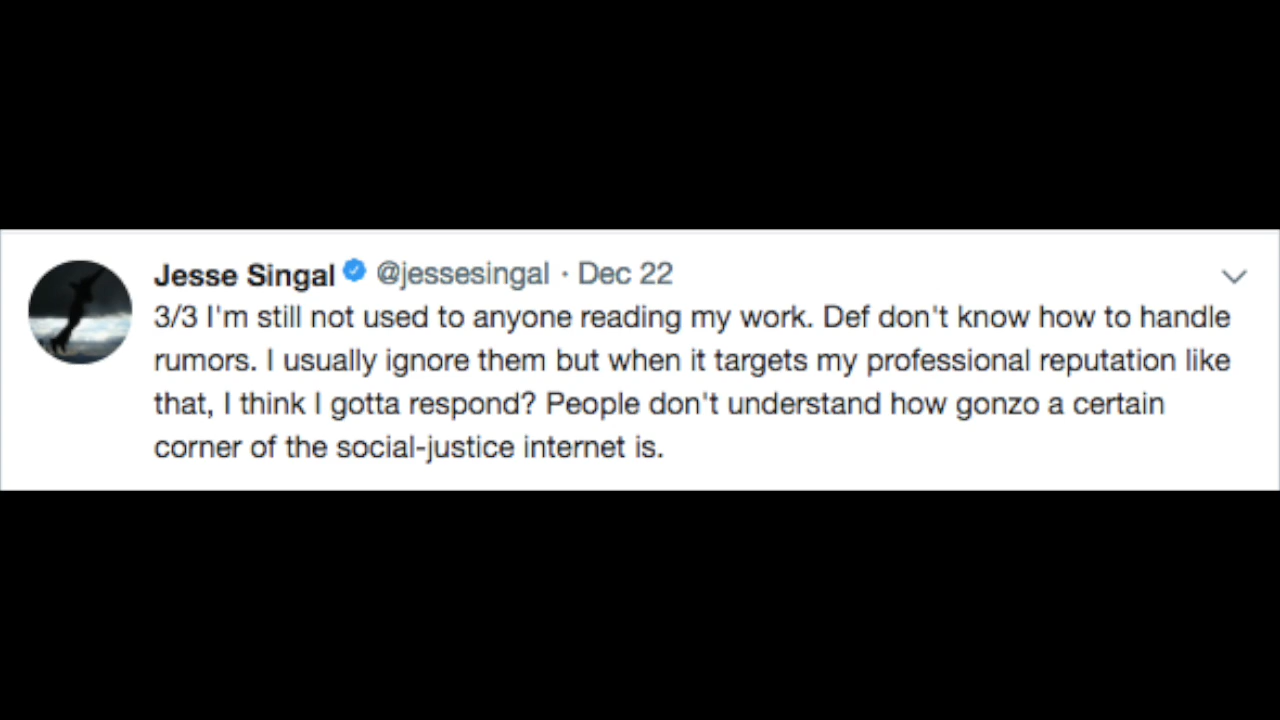 Jesse Singal @jessesingal · Dec 22
3/3 I'm still not used to anyone reading my work. Def don't know how to handle
rumors. I usually ignore them but when it targets my professional reputation like
that, I think I gotta respond? People don't understand how gonzo a certain
corner of the social-justice internet is.